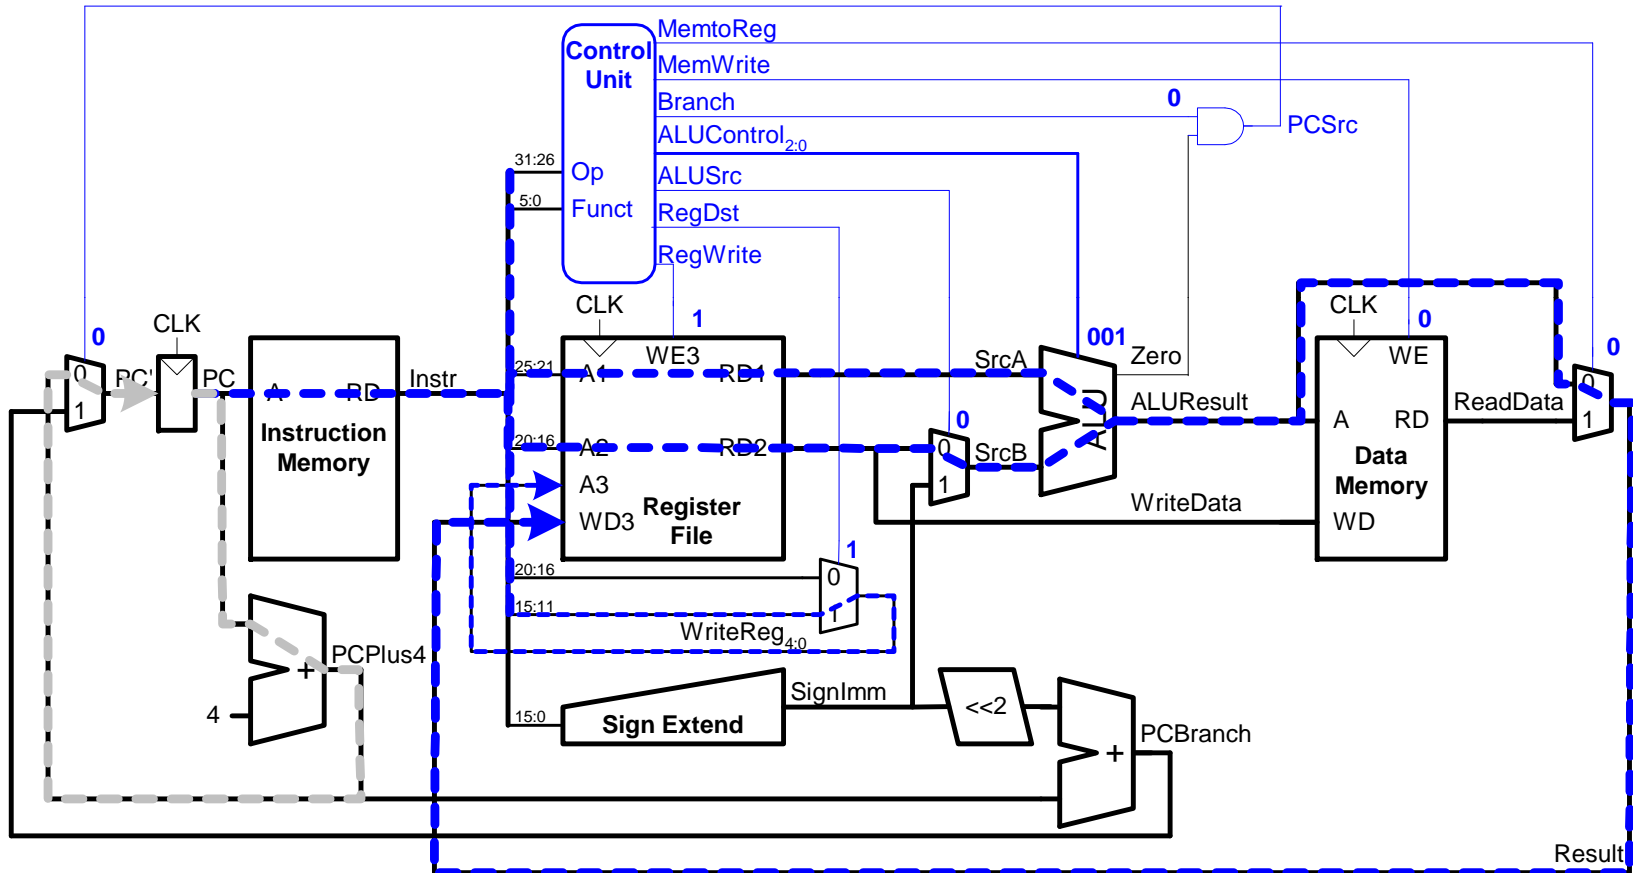 MemtoReg
Control
Unit
MemWrite
Branch
0
PCSrc
ALUControl2:0
31:26
Op
ALUSrc
5:0
Funct
RegDst
RegWrite
CLK
CLK
CLK
0
1
001
0
0
WE3
WE
0
1
PC'
PC
A
RD
Instr
25:21
A1
RD1
SrcA
Zero
0
1
Instruction
Memory
20:16
A2
RD2
0
0
1
SrcB
ALU
ALUResult
A
RD
ReadData
Data
Memory
A3
Register
File
WD3
WriteData
WD
20:16
0
1
1
15:11
WriteReg4:0
PCPlus4
+
4
SignImm
15:0
Sign Extend
<<2
PCBranch
+
Result